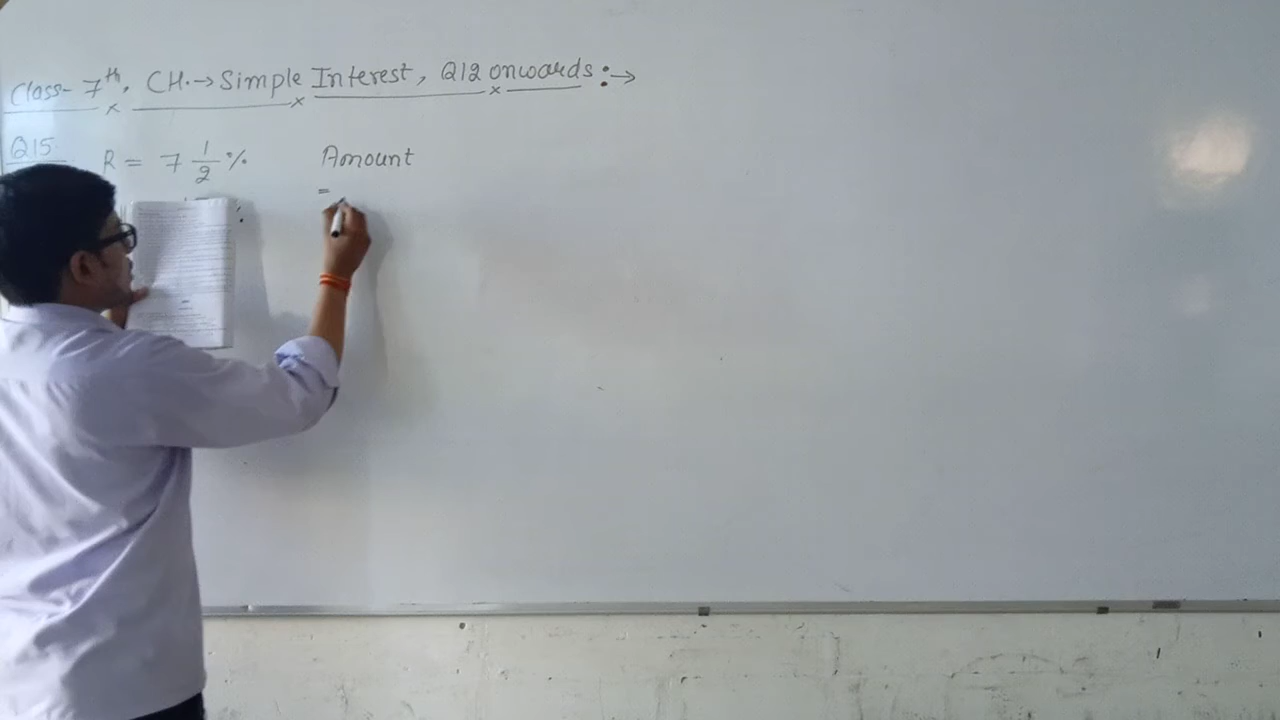 Class- 7th, CH.→ Simple Interest, Q12 onwards :→
Q15. R = 7 1/2 % Amount
=